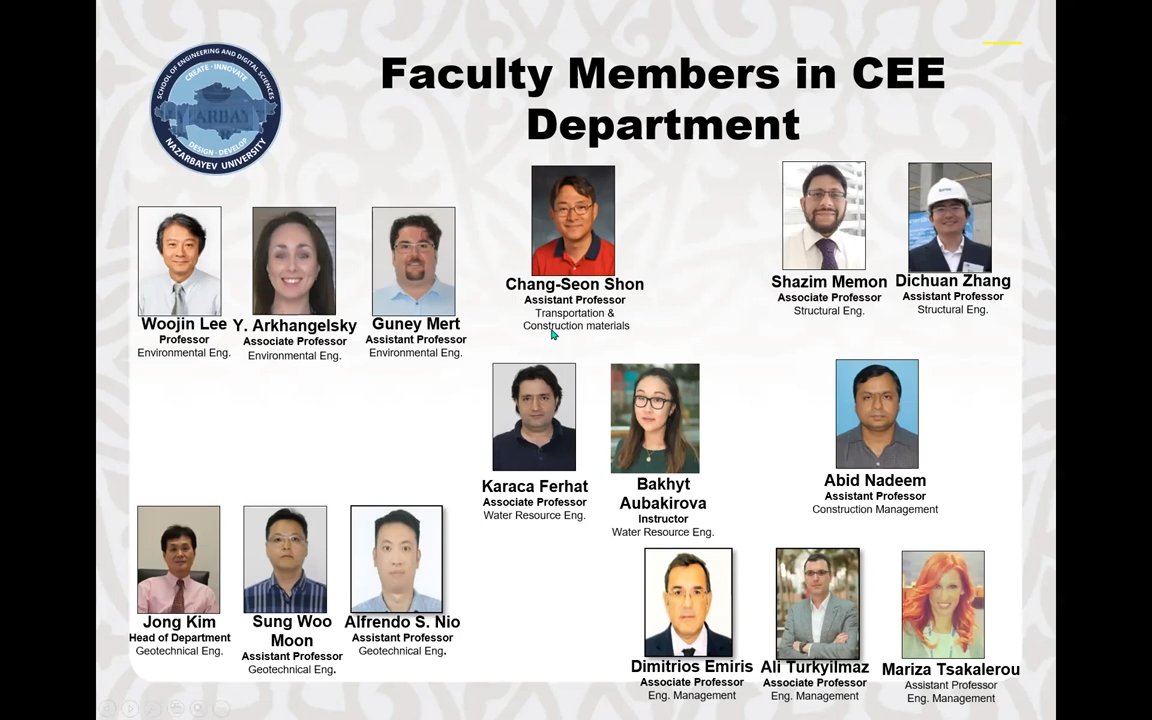 Faculty Members in CEE
Department
SCHOOL OF ENGINEERING AND DIGITAL SCIENCES
CREATE · INNOVATE
DESIGN · DEVELOP
NAZARBAYEV UNIVERSITY
Woojin Lee
Professor
Environmental Eng.
Y. Arkhangelsky
Associate Professor
Environmental Eng.
Guney Mert
Assistant Professor
Environmental Eng.
Chang-Seon Shon
Assistant Professor
Transportation &
Construction materials
Shazim Memon
Associate Professor
Structural Eng.
Dichuan Zhang
Assistant Professor
Structural Eng.
Karaca Ferhat
Associate Professor
Water Resource Eng.
Bakhyt
Aubakirova
Instructor
Water Resource Eng.
Abid Nadeem
Assistant Professor
Construction Management
Jong Kim
Head of Department
Geotechnical Eng.
Sung Woo
Moon
Assistant Professor
Geotechnical Eng.
Alfrendo S. Nio
Assistant Professor
Geotechnical Eng.
Dimitrios Emiris
Associate Professor
Eng. Management
Ali Turkyilmaz
Associate Professor
Eng. Management
Mariza Tsakalerou
Assistant Professor
Eng. Management